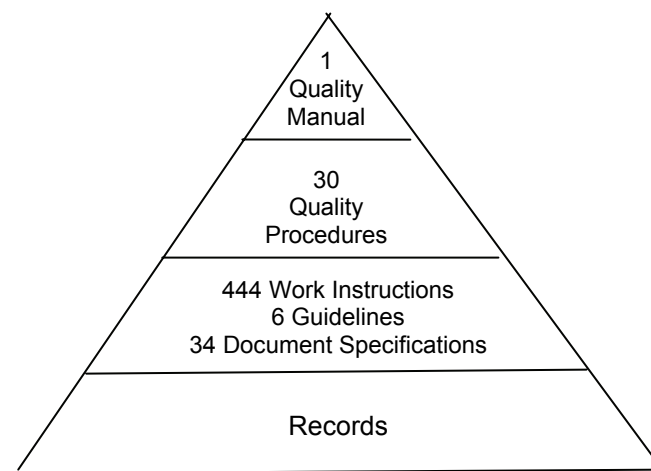 1
Quality
Manual
30
Quality
Procedures
444 Work Instructions
6 Guidelines
34 Document Specifications
Records